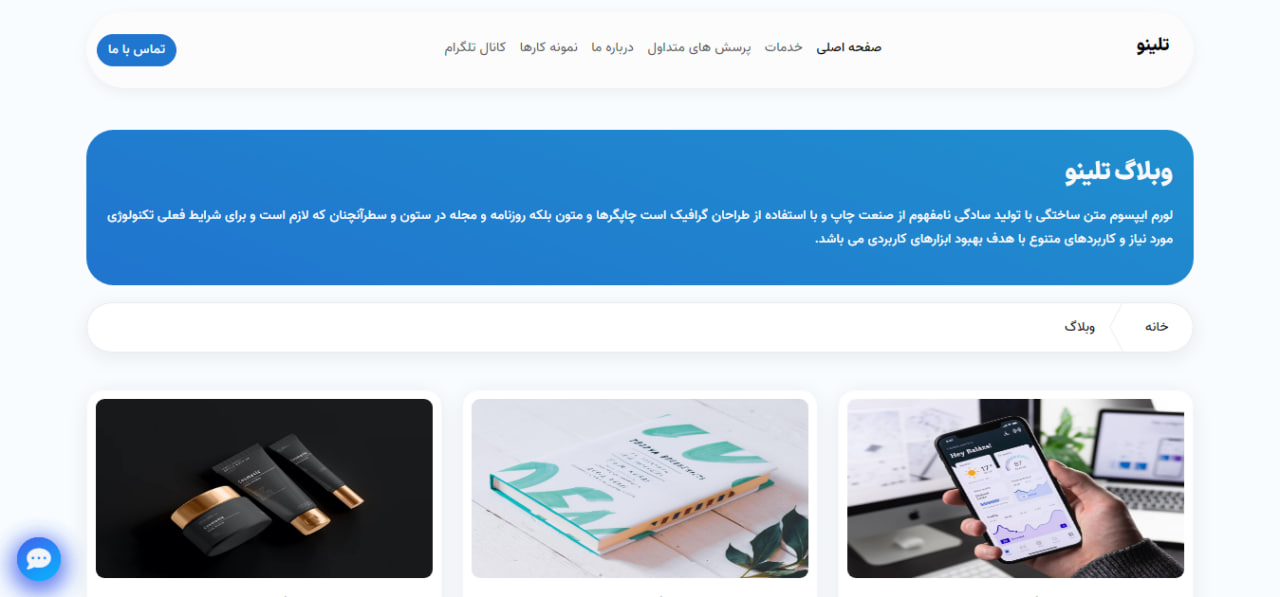 تلینو
صفحه اصلی
خدمات
پرسش های متداول
درباره ما
نمونه کارها
کانال تلگرام
تماس با ما
وبلاگ تلینو
لورم ایپسوم متن ساختگی با تولید سادگی نامفهوم از صنعت چاپ و با استفاده از طراحان گرافیک است چاپگرها و متون بلکه روزنامه و مجله در ستون و سطرآنچنان که لازم است و برای شرایط فعلی تکنولوژی
مورد نیاز و کاربردهای متنوع با هدف بهبود ابزارهای کاربردی می باشد.
خانه
وبلاگ
Hey Balázs!